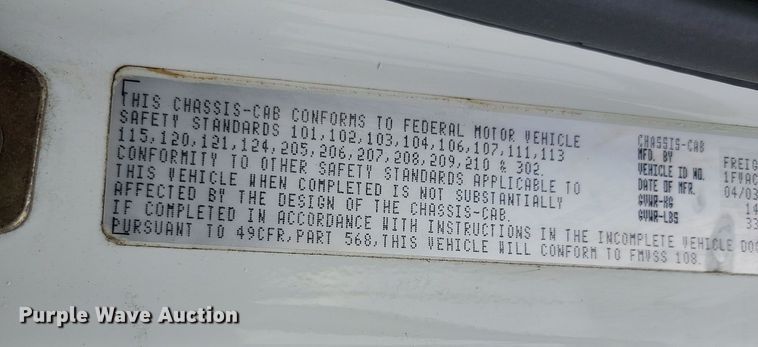 THIS CHASSIS-CAB CONFORMS TO FEDERAL MOTOR VEHICLE
SAFETY STANDARDS 101,102,103,104,106,107,111,113
115,120,121,124,205,206,207,208,209,210 & 302.
CONFORMITY TO OTHER SAFETY STANDARDS APPLICABLE TO
THIS VEHICLE WHEN COMPLETED IS NOT SUBSTANTIALLY
AFFECTED BY THE DESIGN OF THE CHASSIS-CAB.
IF COMPLETED IN ACCORDANCE WITH INSTRUCTIONS IN THE INCOMPLETE VEHICLE DOC
PURSUANT TO 49CFR,PART 568,THIS VEHICLE WILL CONFORM TO FMVSS 108.
CHASSIS-CAB
MFD. BY FREIG
VEHICLE ID NO. 1FVAC
DATE OF MFR. 04/03
GVWR-KG 14
GVWR-LBS 33
Purple Wave Auction